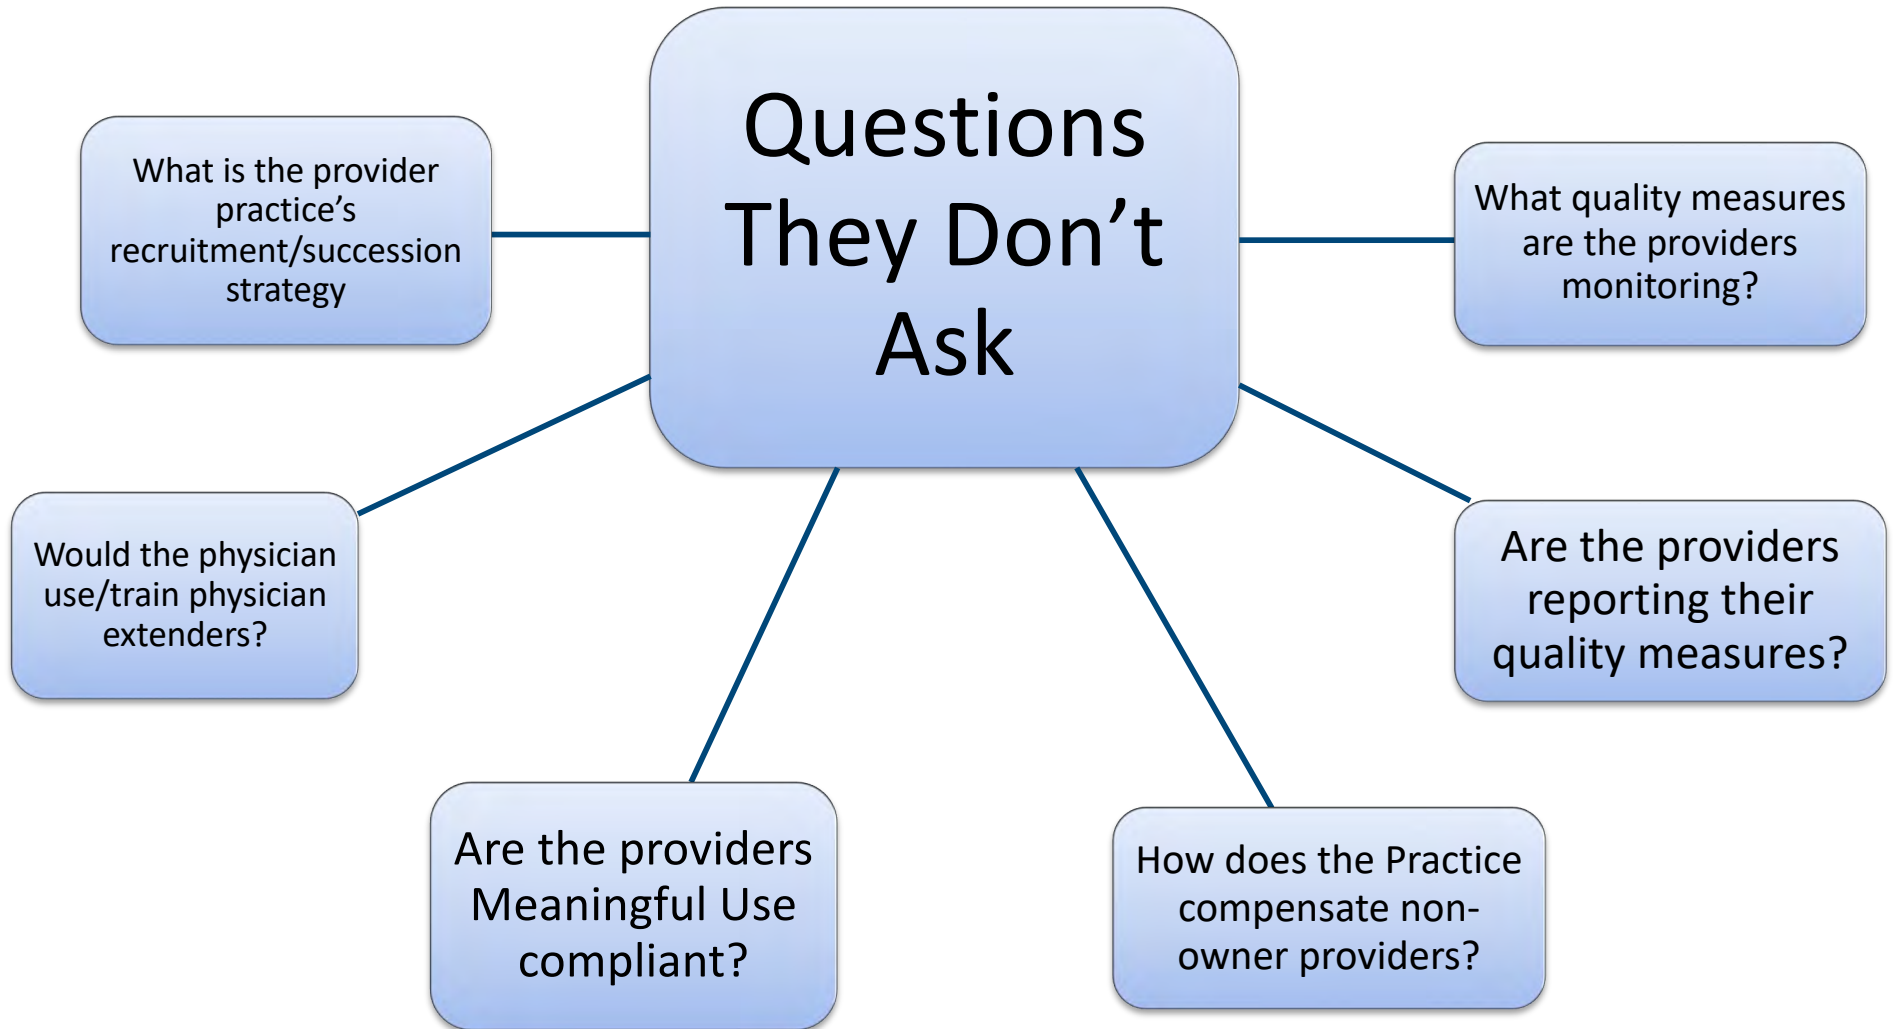 Questions
They Don’t
Ask
What is the provider
practice’s
recruitment/succession
strategy
What quality measures
are the providers
monitoring?
Would the physician
use/train physician
extenders?
Are the providers
reporting their
quality measures?
Are the providers
Meaningful Use
compliant?
How does the Practice
compensate non-
owner providers?